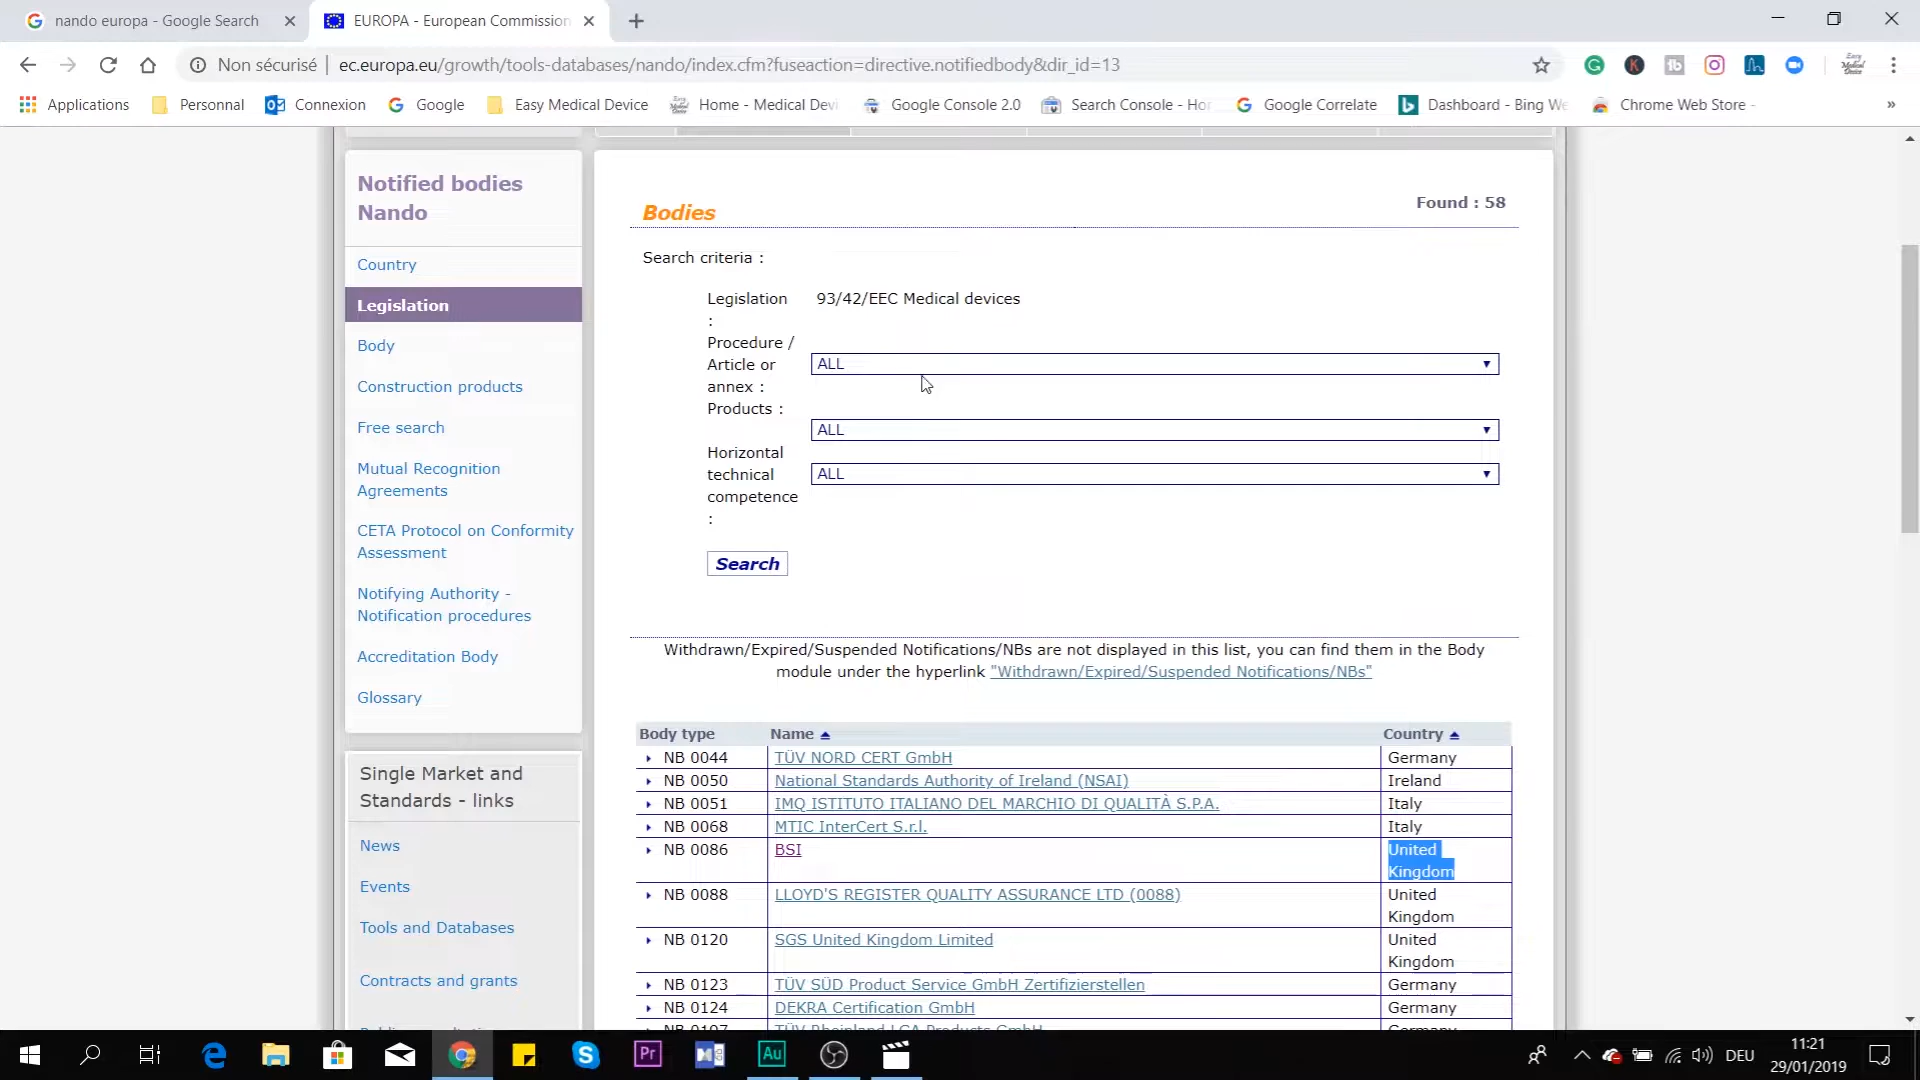 nando europa - Google Search
EUROPA - European Commission
Non sécurisé
ec.europa.eu/growth/tools-databases/nando/index.cfm?fuseaction=directive.notifiedbody&dir_id=13
Applications
Personnal
Connexion
Google
Easy Medical Device
Home - Medical Devi
Google Console 2.0
Search Console - Ho
Google Correlate
Dashboard - Bing We
Chrome Web Store -
Notified bodies
Nando
Country
Legislation
Body
Construction products
Free search
Mutual Recognition
Agreements
CETA Protocol on Conformity
Assessment
Notifying Authority -
Notification procedures
Accreditation Body
Glossary
Single Market and
Standards - links
News
Events
Tools and Databases
Contracts and grants
Bodies
Found : 58
Search criteria :
Legislation
:
93/42/EEC Medical devices
Procedure /
Article or
annex :
ALL
Products :
ALL
Horizontal
technical
competence
:
ALL
Search
Withdrawn/Expired/Suspended Notifications/NBs are not displayed in this list, you can find them in the Body
module under the hyperlink "Withdrawn/Expired/Suspended Notifications/NBs"
Body type Name Country
NB 0044 TÜV NORD CERT GmbH Germany
NB 0050 National Standards Authority of Ireland (NSAI) Ireland
NB 0051 IMQ ISTITUTO ITALIANO DEL MARCHIO DI QUALITÀ S.P.A. Italy
NB 0068 MTIC InterCert S.r.l. Italy
NB 0086 BSI United
Kingdom
NB 0088 LLOYD'S REGISTER QUALITY ASSURANCE LTD (0088) United
Kingdom
NB 0120 SGS United Kingdom Limited United
Kingdom
NB 0123 TÜV SÜD Product Service GmbH Zertifizierstellen Germany
NB 0124 DEKRA Certification GmbH Germany
NB 0197 TÜV Rheinland LGA Products GmbH Germany
DEU
11:21
29/01/2019